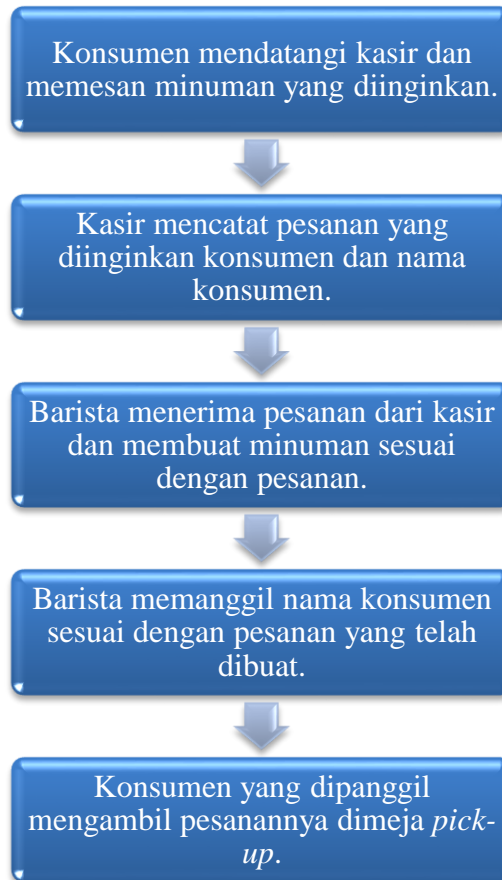 Konsumen mendatangi kasir dan
memesan minuman yang diinginkan.
Kasir mencatat pesanan yang
diinginkan konsumen dan nama
konsumen.
Barista menerima pesanan dari kasir
dan membuat minuman sesuai
dengan pesanan.
Barista memanggil nama konsumen
sesuai dengan pesanan yang telah
dibuat.
Konsumen yang dipanggil
mengambil pesanannya dimeja pick-
up.